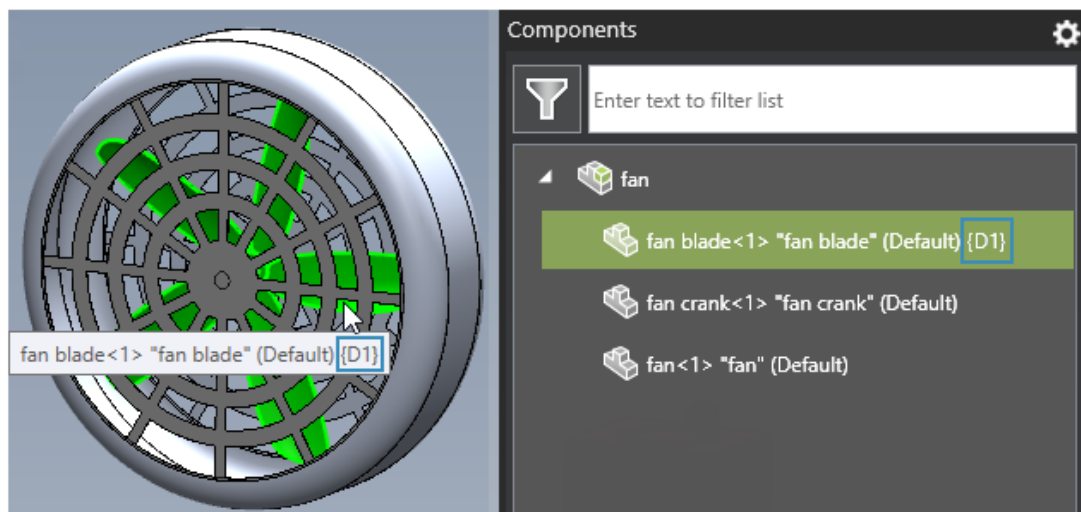 Components
Enter text to filter list
fan
fan blade<1> "fan blade" (Default) {D1}
fan crank<1> "fan crank" (Default)
fan<1> "fan" (Default)
fan blade<1> "fan blade" (Default) {D1}